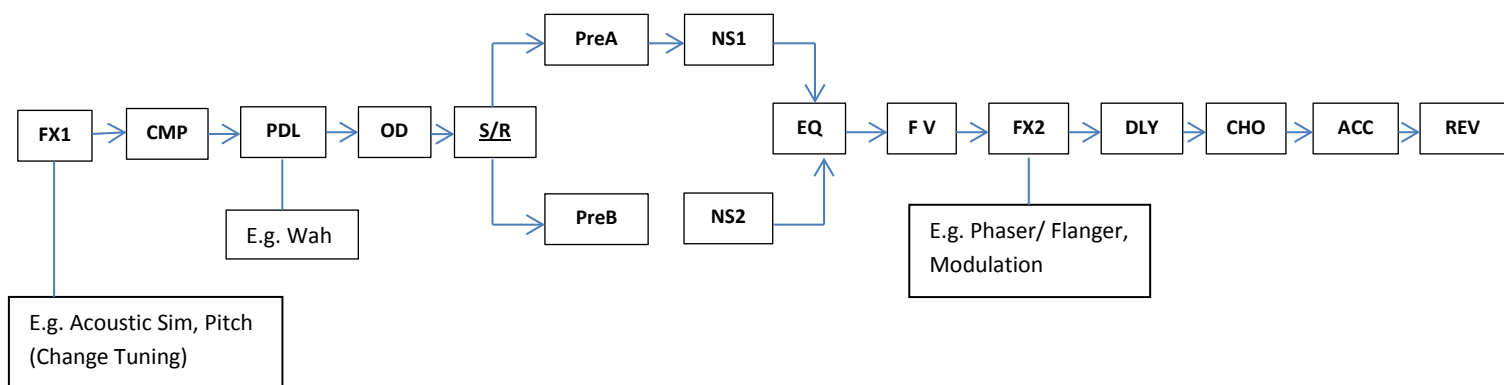 PreA
NS1
FX1
CMP
PDL
OD
S/R
EQ
F V
FX2
DLY
CHO
ACC
REV
PreB
NS2
E.g. Wah
E.g. Phaser/ Flanger,
Modulation
E.g. Acoustic Sim, Pitch
(Change Tuning)